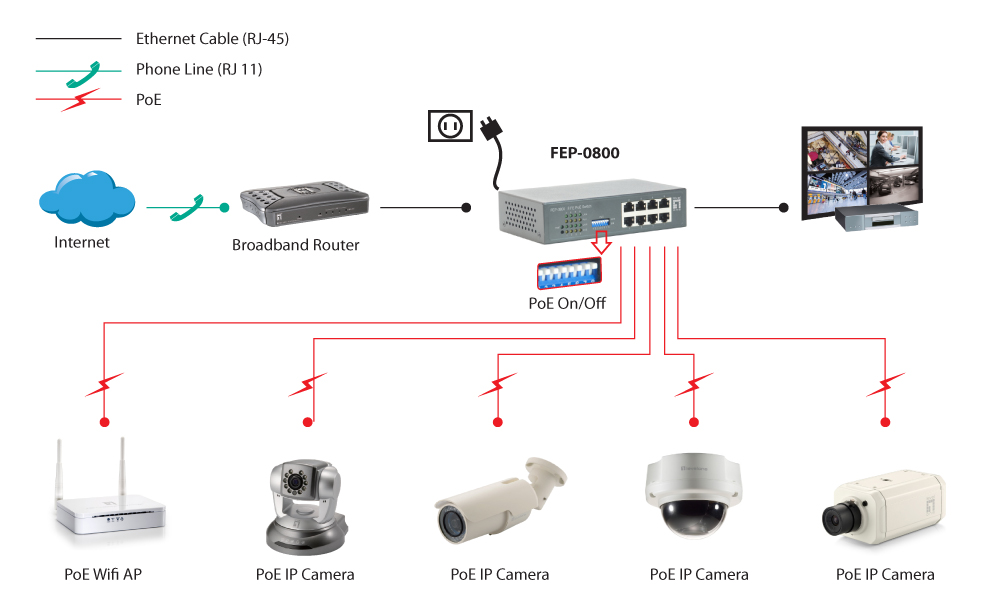 Ethernet Cable (RJ-45)
Phone Line (RJ 11)
PoE
FEP-0800
Internet
Broadband Router
PoE On/Off
PoE Wifi AP
PoE IP Camera
PoE IP Camera
PoE IP Camera
PoE IP Camera